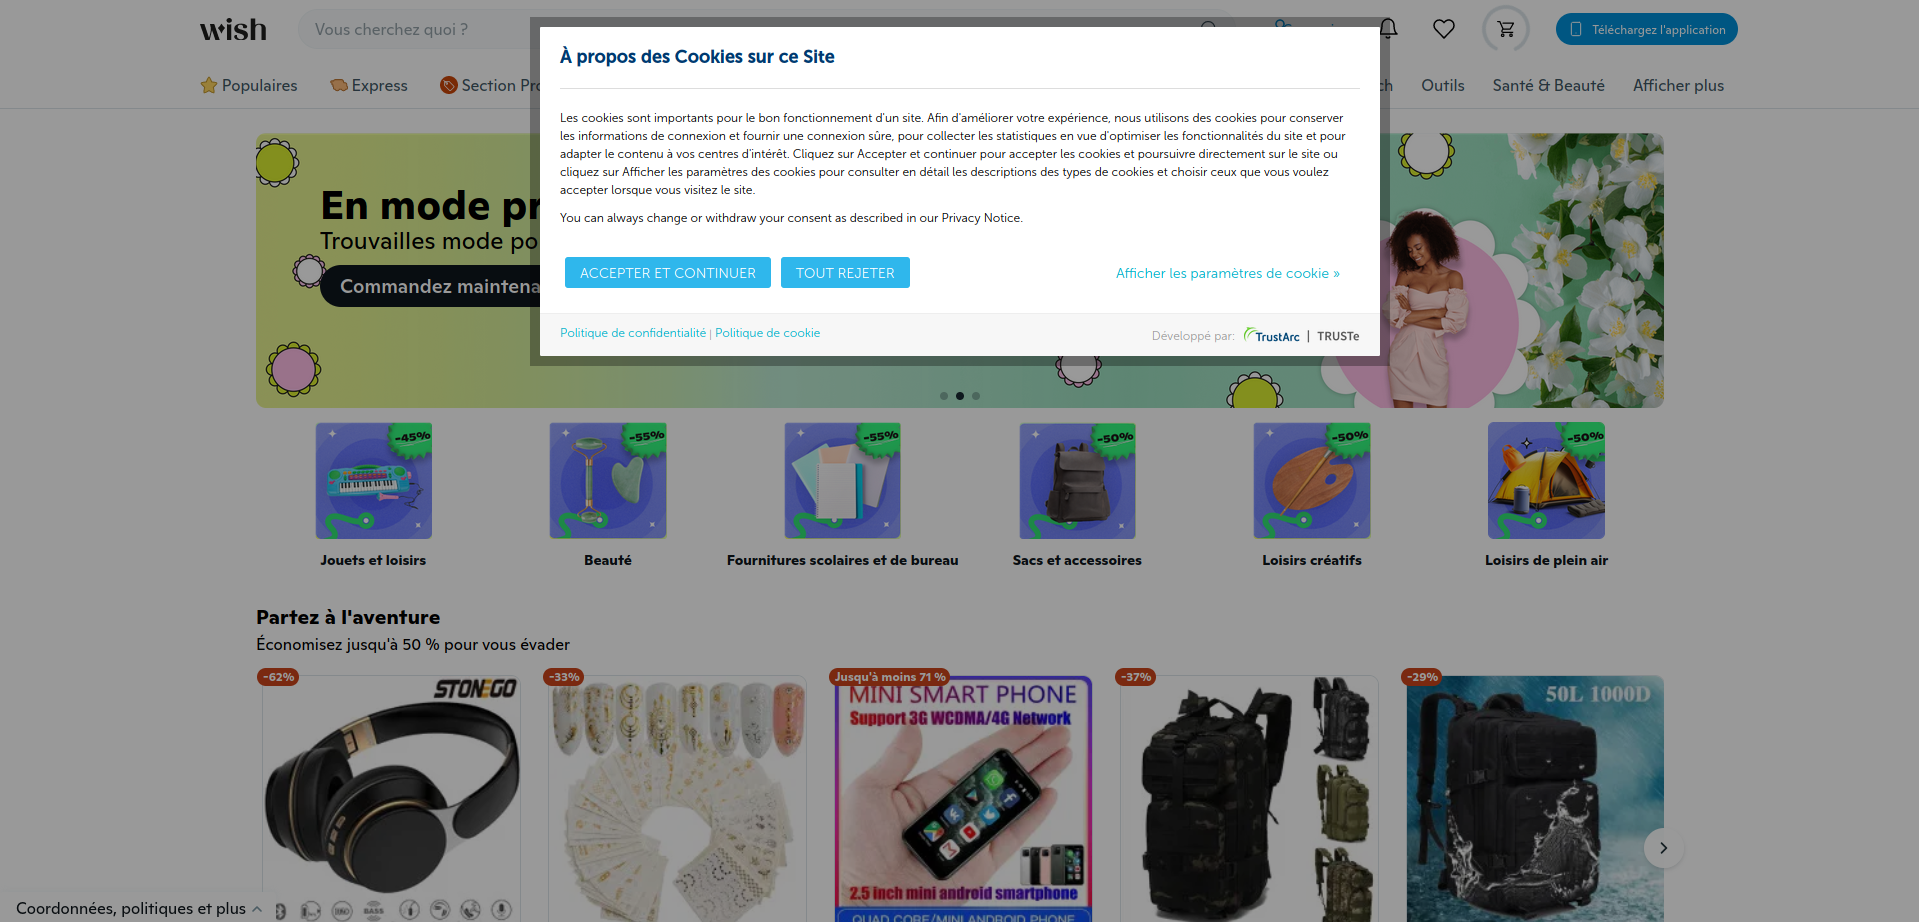 wish
Vous cherchez quoi ?
Téléchargez l'application
Populaires
Express
Section Pr
ch
Outils
Santé & Beauté
Afficher plus
À propos des Cookies sur ce Site
Les cookies sont importants pour le bon fonctionnement d'un site. Afin d'améliorer votre expérience, nous utilisons des cookies pour conserver
les informations de connexion et fournir une connexion sûre, pour collecter les statistiques en vue d'optimiser les fonctionnalités du site et pour
adapter le contenu à vos centres d'intérêt. Cliquez sur Accepter et continuer pour accepter les cookies et poursuivre directement sur le site ou
cliquez sur Afficher les paramètres des cookies pour consulter en détail les descriptions des types de cookies et choisir ceux que vous voulez
accepter lorsque vous visitez le site.
You can always change or withdraw your consent as described in our Privacy Notice.
ACCEPTER ET CONTINUER
TOUT REJETER
Afficher les paramètres de cookie »
Politique de confidentialité | Politique de cookie
Développé par: TrustArc | TRUSTe
En mode pr
Trouvailles mode po
Commandez maintena
-45%
-55%
-55%
-50%
-50%
-50%
Jouets et loisirs
Beauté
Fournitures scolaires et de bureau
Sacs et accessoires
Loisirs créatifs
Loisirs de plein air
Partez à l'aventure
Économisez jusqu'à 50 % pour vous évader
-62%
STONEGO
-33%
Jusqu'à moins 71 %
MINI SMART PHONE
Support 3G WCDMA/4G Network
2.5 inch mini android smartphone
QUAD CORE/MINI ANDROID PHONE
-37%
-29%
50L 1000D
BASS
Coordonnées, politiques et plus